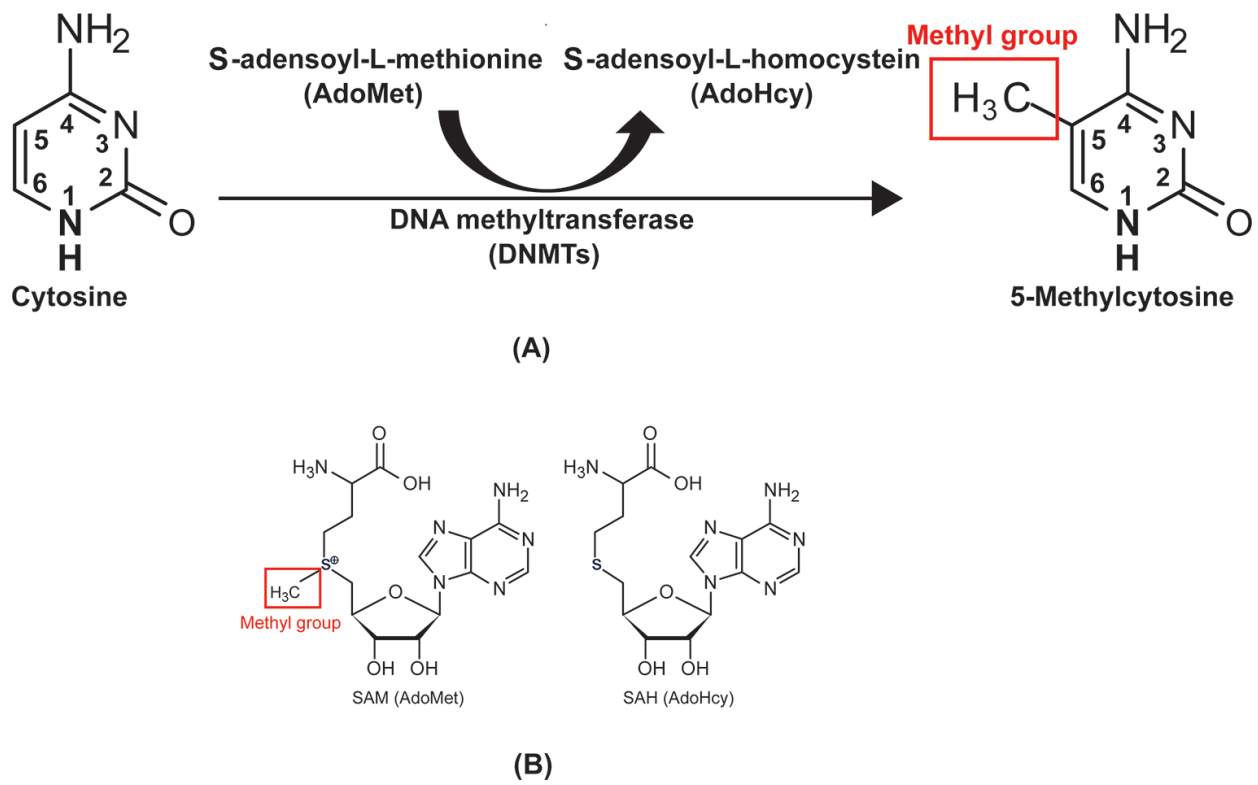 NH2
4
N
5
3
6
1
2
N
H
O
Cytosine
S-adensoyl-L-methionine
(AdoMet)
S-adensoyl-L-homocystein
(AdoHcy)
DNA methyltransferase
(DNMTs)
Methyl group
H3C
NH2
4
N
5
3
6
1
2
N
H
O
5-Methylcytosine
(A)
O
H3N
OH
NH2
N
N
S⊕
H3C
O
N
N
Methyl group
OH OH
SAM (AdoMet)
O
H3N
OH
NH2
N
N
S
O
N
N
OH OH
SAH (AdoHcy)
(B)